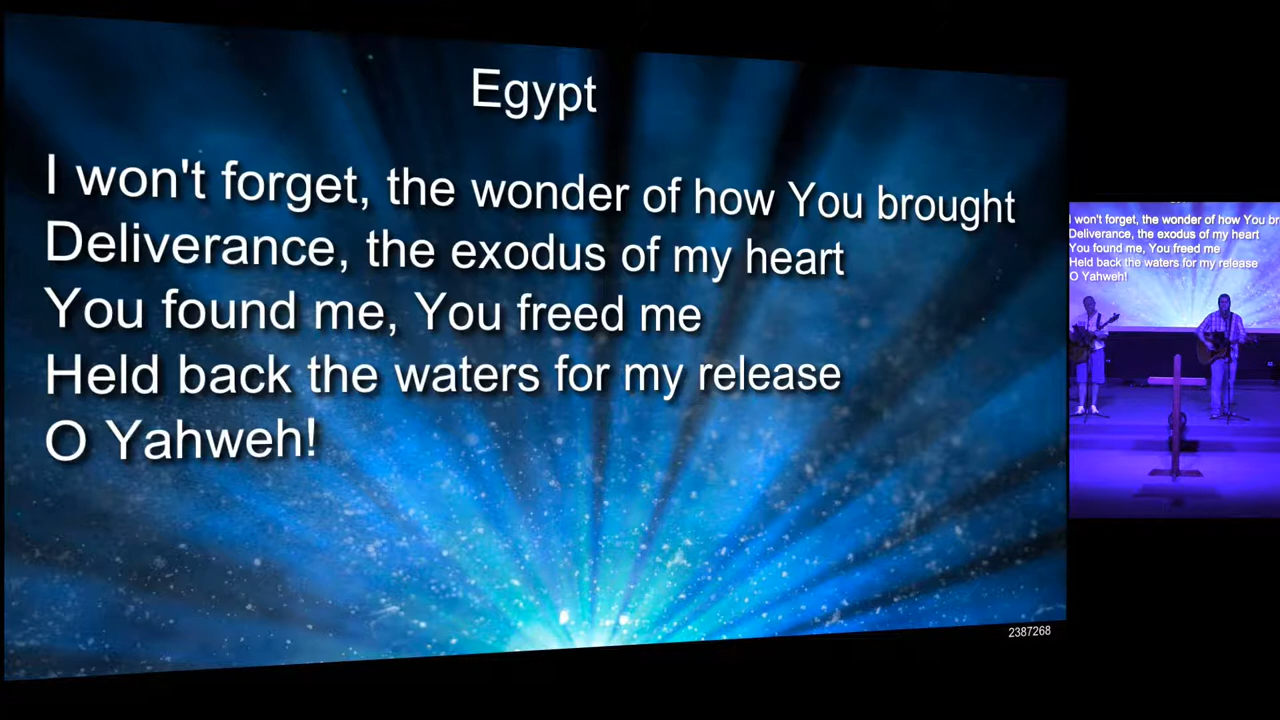 Egypt
I won't forget, the wonder of how You brought
Deliverance, the exodus of my heart
You found me, You freed me
Held back the waters for my release
O Yahweh!
2387268
I won't forget, the wonder of how You br
Deliverance, the exodus of my heart
You found me, You freed me
Held back the waters for my release
O Yahweh!